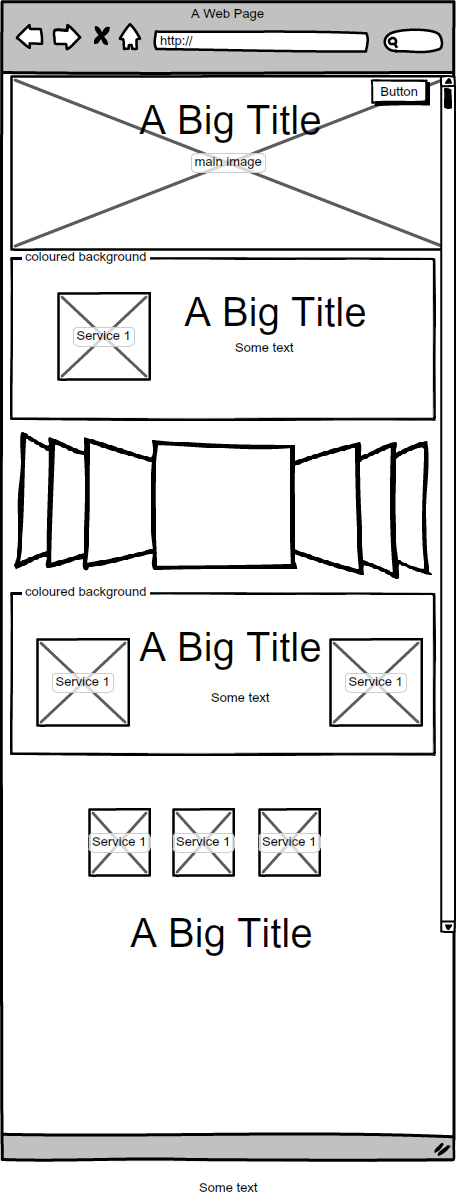 A Web Page
http://
Button
A Big Title
main image
coloured background
A Big Title
Service 1
Some text
coloured background
A Big Title
Service 1
Service 1
Some text
Service 1
Service 1
Service 1
A Big Title
Some text